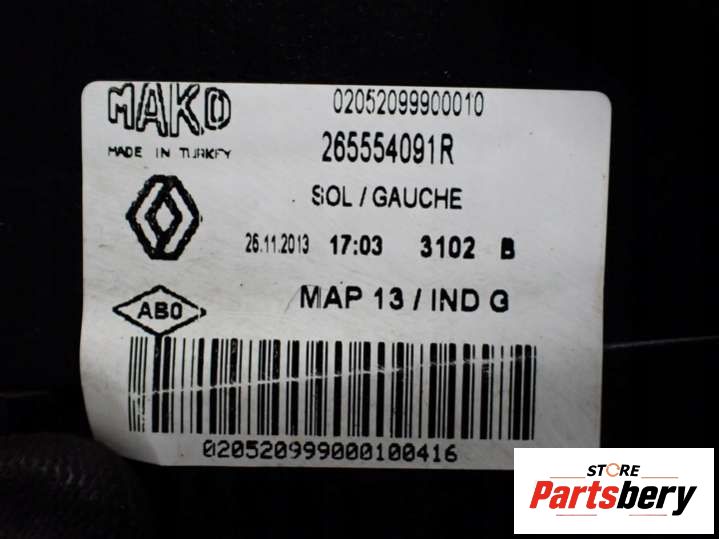 MAKO
02052099900010
MADE IN TURKEY
265554091R
SOL / GAUCHE
26.11.2013 17:03 3102 B
ABO
MAP 13 / IND G
020520999000100416
STORE
Partsbery